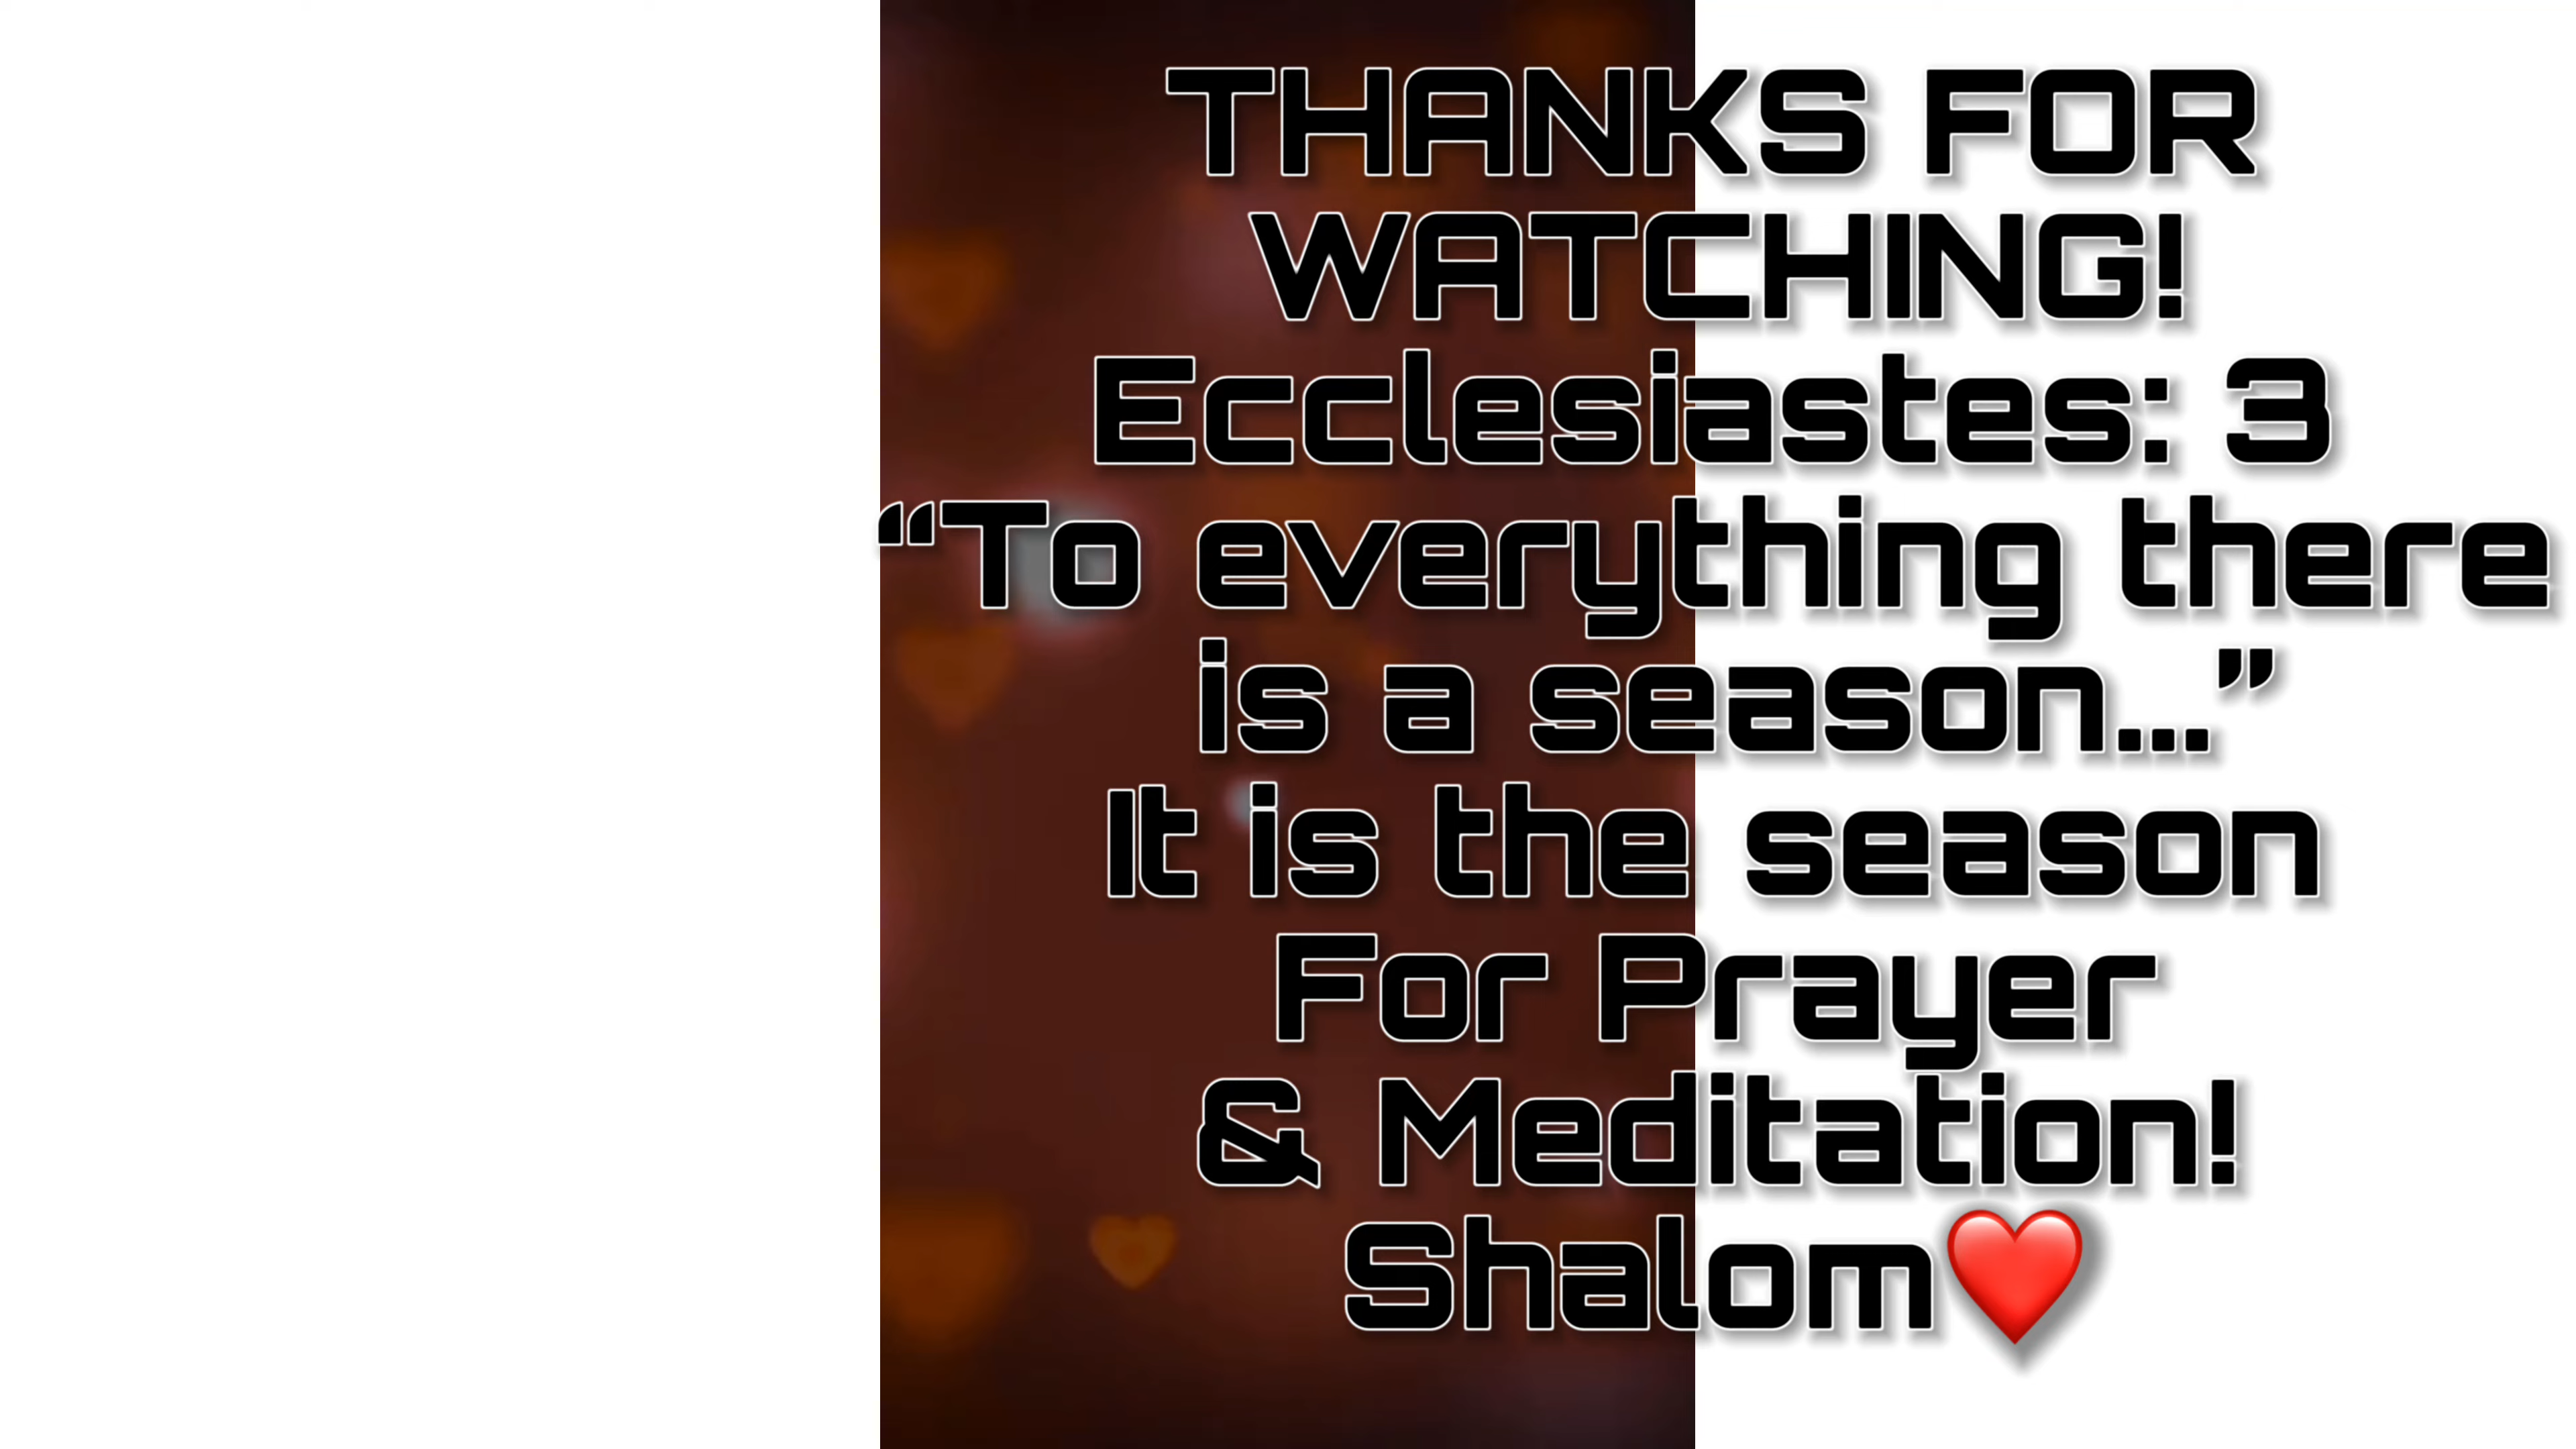 THANKS FOR
WATCHING!
Ecclesiastes: 3
“To everything there
is a season...”
It is the season
For Prayer
& Meditation!
Shalom❤️